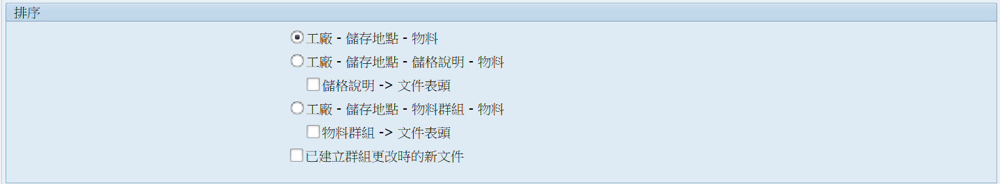 排序
工廠 - 儲存地點 - 物料
工廠 - 儲存地點 - 儲格說明 - 物料
儲格說明 -> 文件表頭
工廠 - 儲存地點 - 物料群組 - 物料
物料群組 -> 文件表頭
已建立群組更改時的新文件